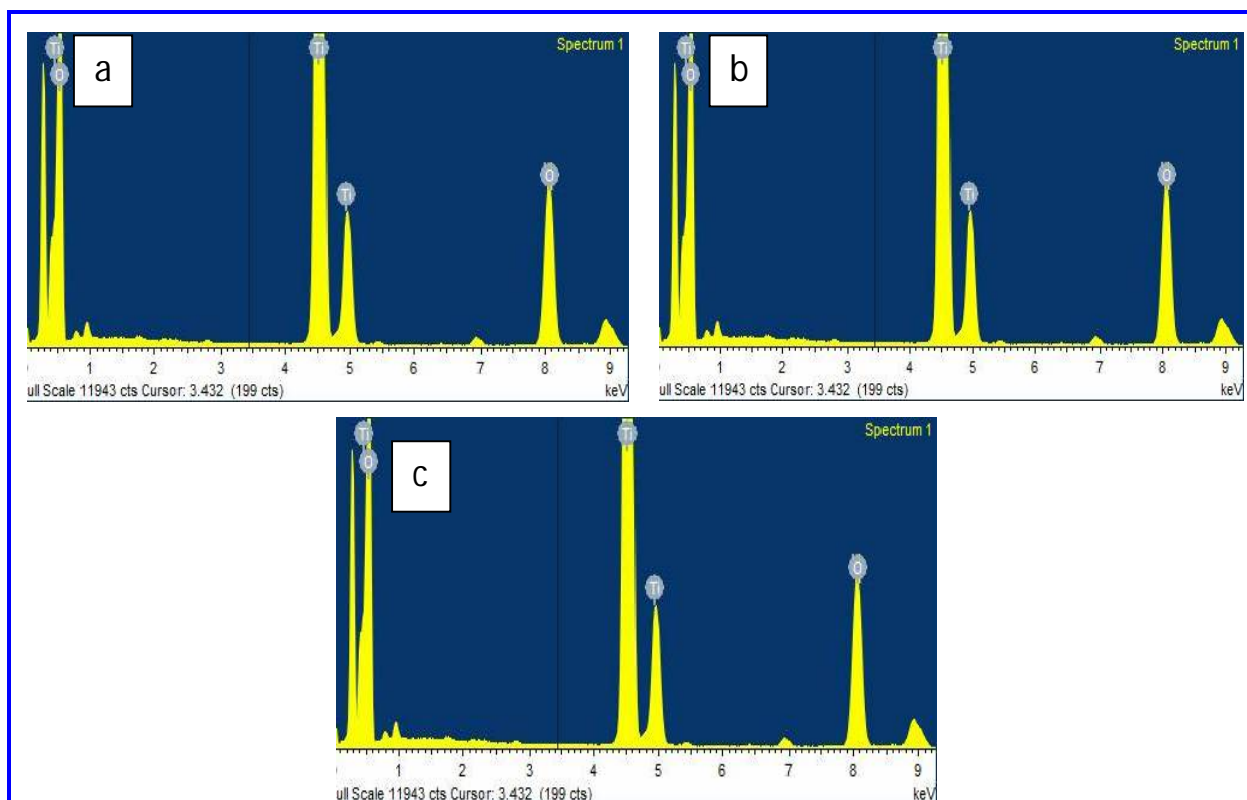 a
Spectrum 1
Ti
O
Ti
Ti
O
1 2 3 4 5 6 7 8 9
ull Scale 11943 cts Cursor: 3.432 (199 cts)
keV
b
Spectrum 1
Ti
O
Ti
Ti
O
1 2 3 4 5 6 7 8 9
ull Scale 11943 cts Cursor: 3.432 (199 cts)
keV
c
Spectrum 1
Ti
O
Ti
Ti
O
1 2 3 4 5 6 7 8 9
ull Scale 11943 cts Cursor: 3.432 (199 cts)
keV